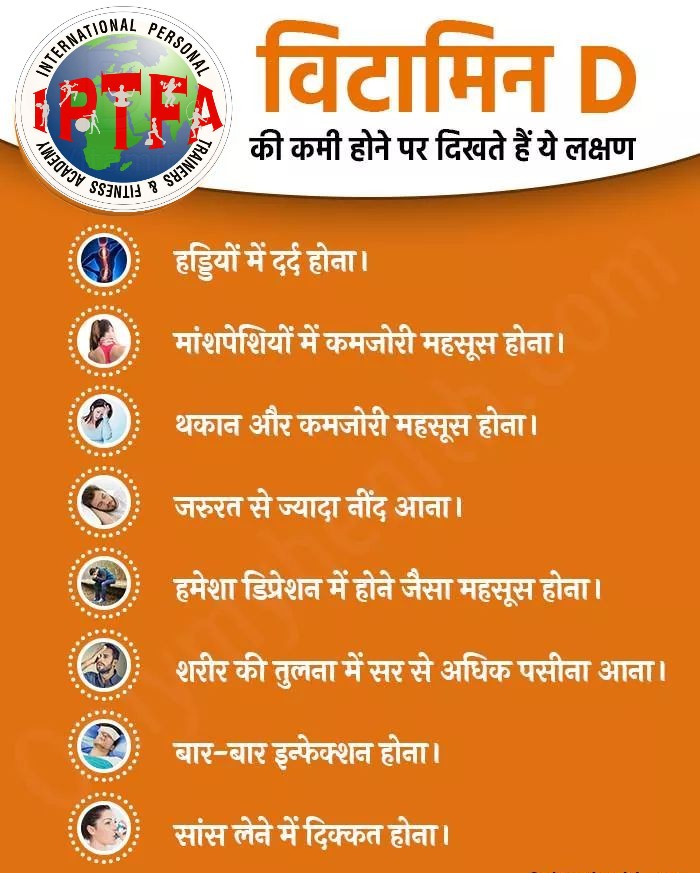 INTERNATIONAL PERSONAL
IPTFA
TRAINERS & FITNESS ACADEMY
विटामिन D
की कमी होने पर दिखते हैं ये लक्षण
हड्डियों में दर्द होना।
मांशपेशियों में कमजोरी महसूस होना।
थकान और कमजोरी महसूस होना।
जरुरत से ज्यादा नींद आना।
हमेशा डिप्रेशन में होने जैसा महसूस होना।
शरीर की तुलना में सर से अधिक पसीना आना।
बार-बार इन्फेक्शन होना।
सांस लेने में दिक्कत होना।